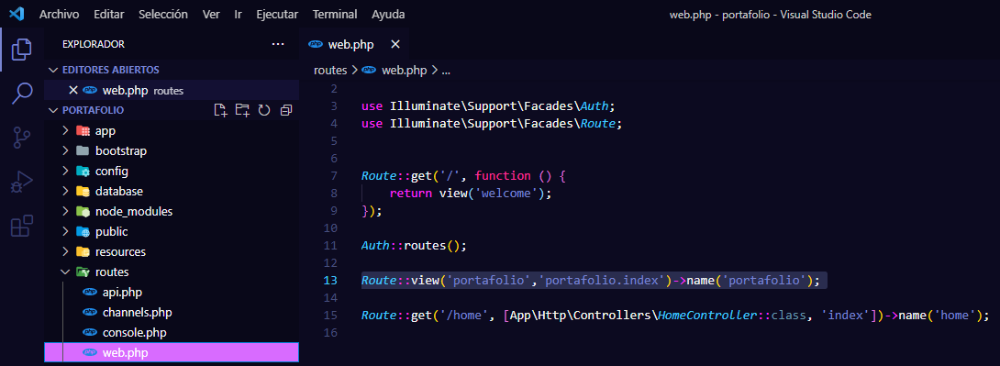 Archivo Editar Selección Ver Ir Ejecutar Terminal Ayuda web.php - portafolio - Visual Studio Code
EXPLORADOR ...
EDITORES ABIERTOS
web.php routes
PORTAFOLIO
app
bootstrap
config
database
node_modules
public
resources
routes
api.php
channels.php
console.php
web.php
web.php
routes > web.php > ...
2
3 use Illuminate\Support\Facades\Auth;
4 use Illuminate\Support\Facades\Route;
5
6
7 Route::get('/', function () {
8 return view('welcome');
9 });
10
11 Auth::routes();
12
13 Route::view('portafolio','portafolio.index')->name('portafolio');
14
15 Route::get('/home', [App\Http\Controllers\HomeController::class, 'index'])->name('home');
16